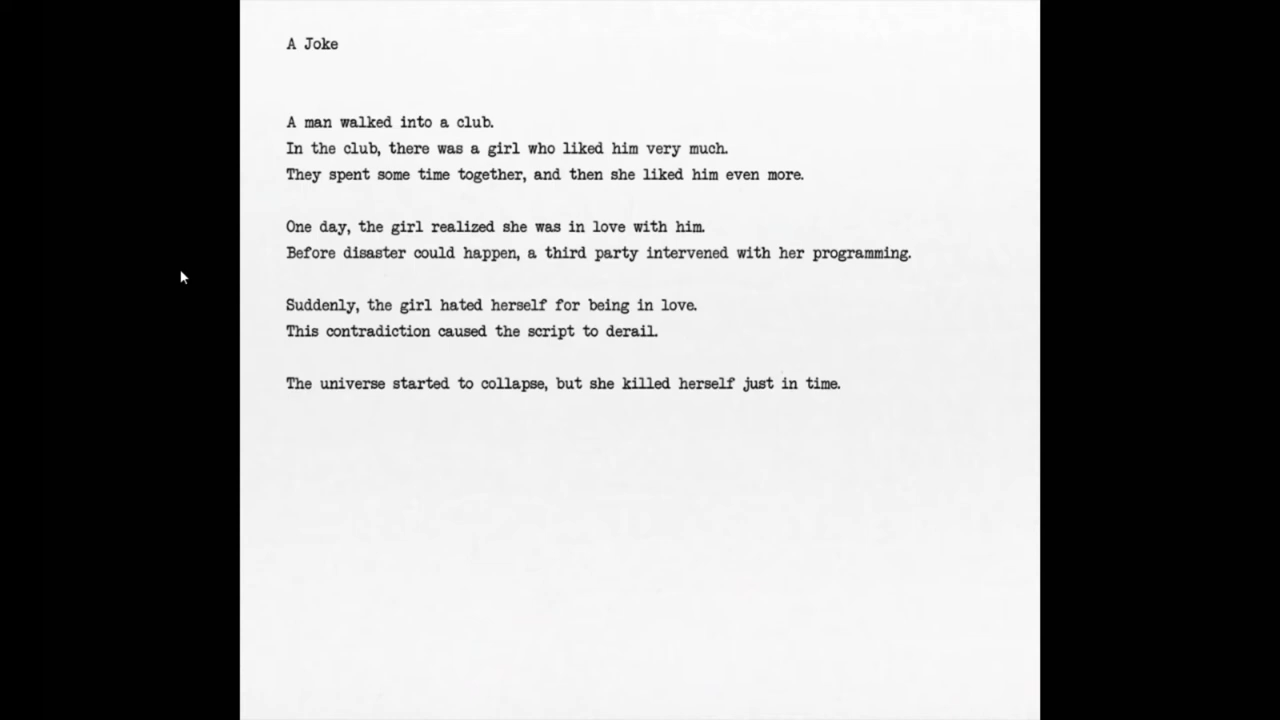 A Joke
A man walked into a club.
In the club, there was a girl who liked him very much.
They spent some time together, and then she liked him even more.
One day, the girl realized she was in love with him.
Before disaster could happen, a third party intervened with her programming.
Suddenly, the girl hated herself for being in love.
This contradiction caused the script to derail.
The universe started to collapse, but she killed herself just in time.